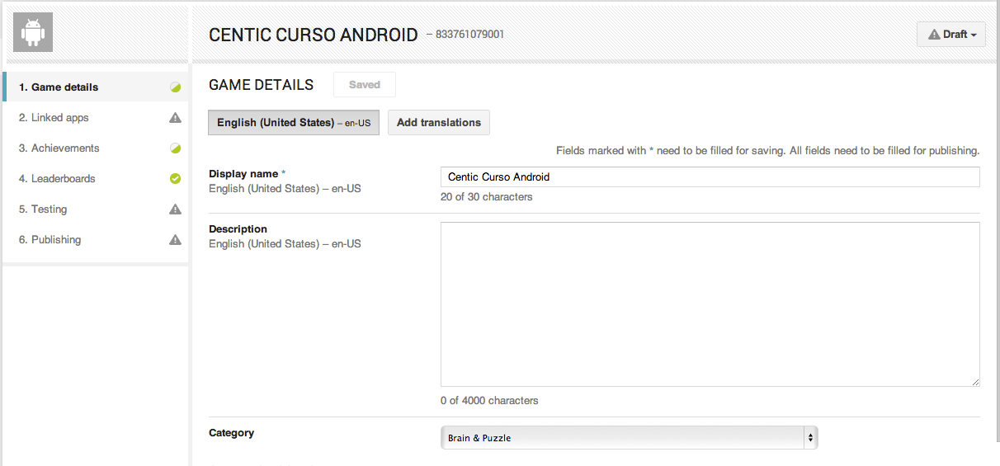 CENTIC CURSO ANDROID – 833761079001
Draft
1. Game details
2. Linked apps
3. Achievements
4. Leaderboards
5. Testing
6. Publishing
GAME DETAILS
Saved
English (United States) – en-US
Add translations
Fields marked with * need to be filled for saving. All fields need to be filled for publishing.
Display name *
English (United States) – en-US
Centic Curso Android
20 of 30 characters
Description
English (United States) – en-US
0 of 4000 characters
Category
Brain & Puzzle